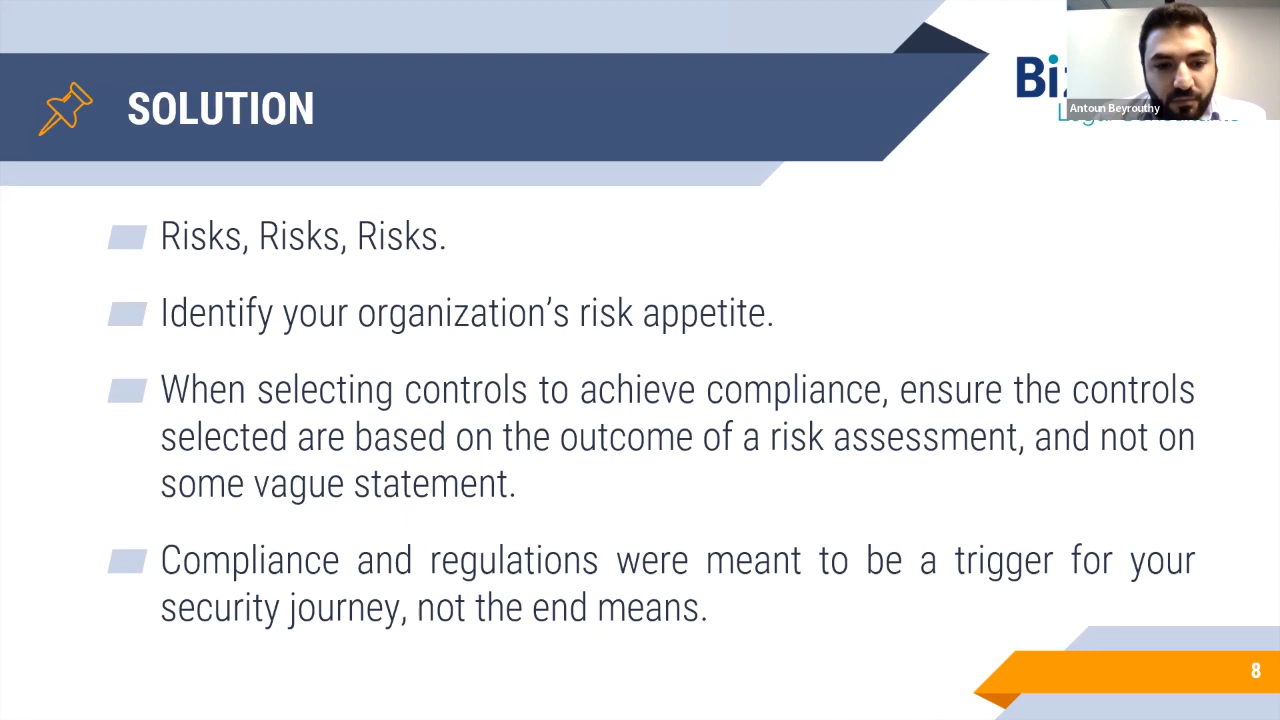 SOLUTION
Antoun Beyrouthy
Risks, Risks, Risks.
Identify your organization’s risk appetite.
When selecting controls to achieve compliance, ensure the controls
selected are based on the outcome of a risk assessment, and not on
some vague statement.
Compliance and regulations were meant to be a trigger for your
security journey, not the end means.
8